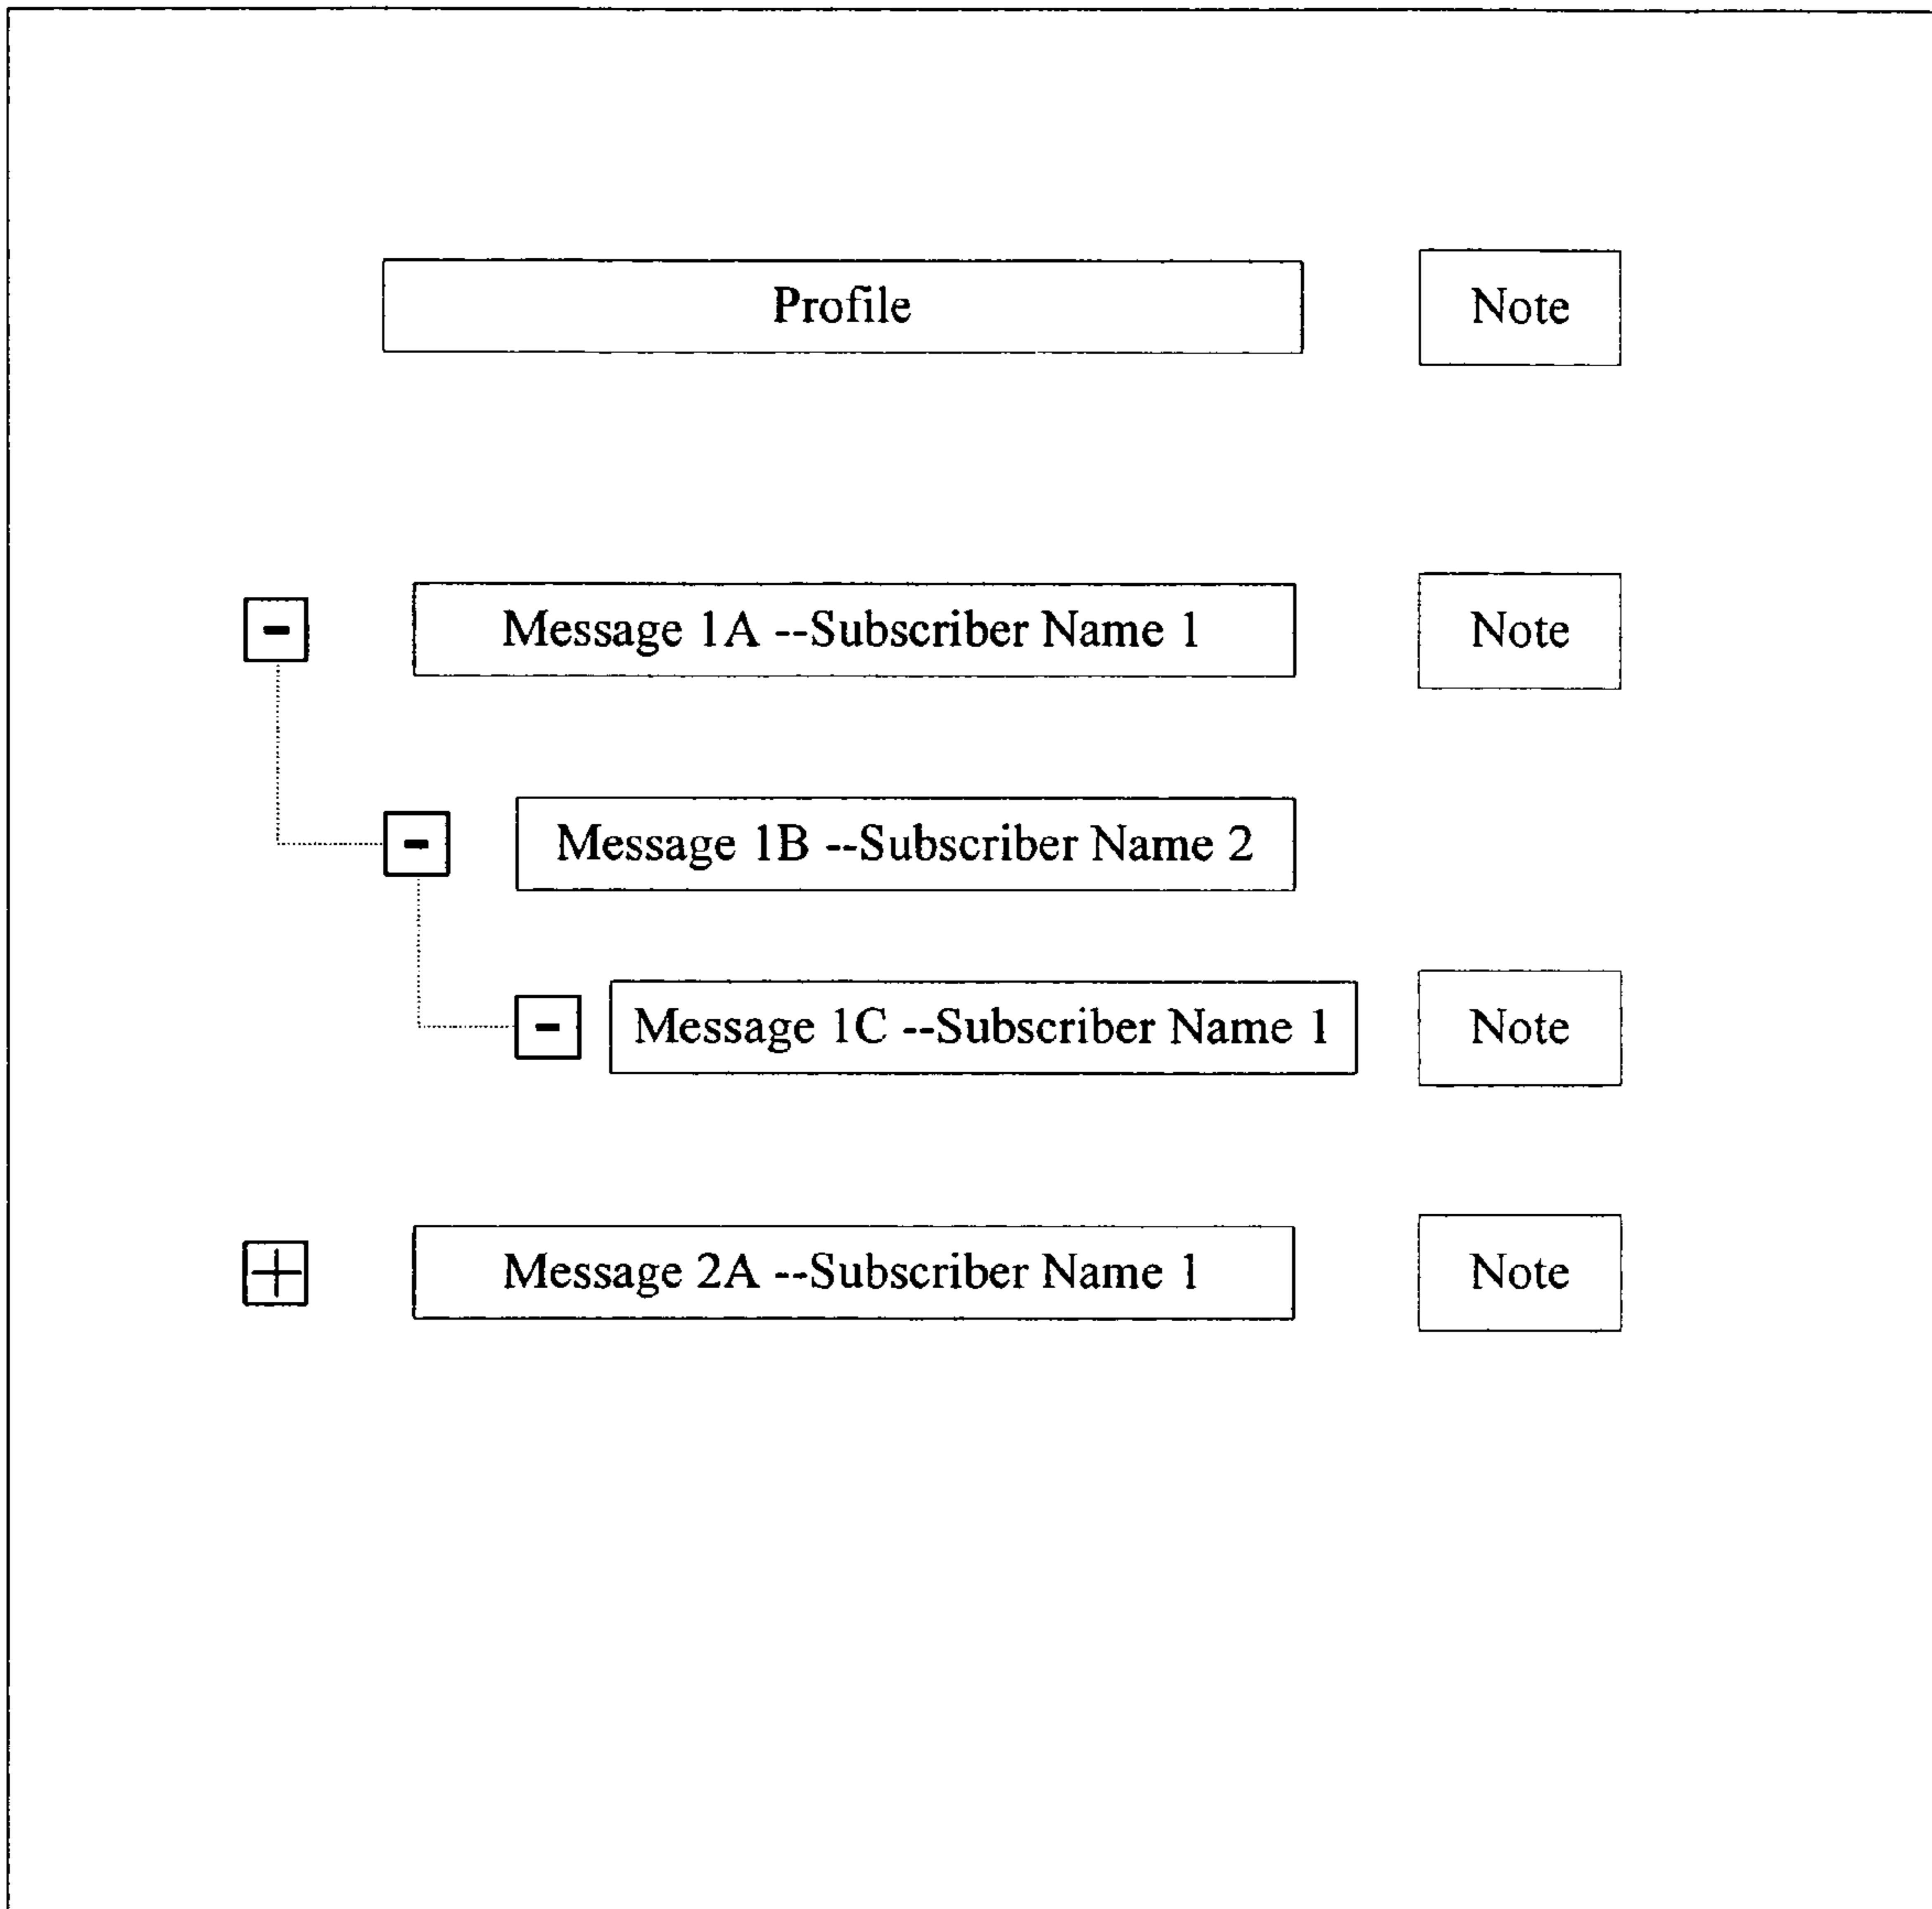 Profile Note
Message 1A --Subscriber Name 1 Note
Message 1B --Subscriber Name 2
Message 1C --Subscriber Name 1 Note
Message 2A --Subscriber Name 1 Note